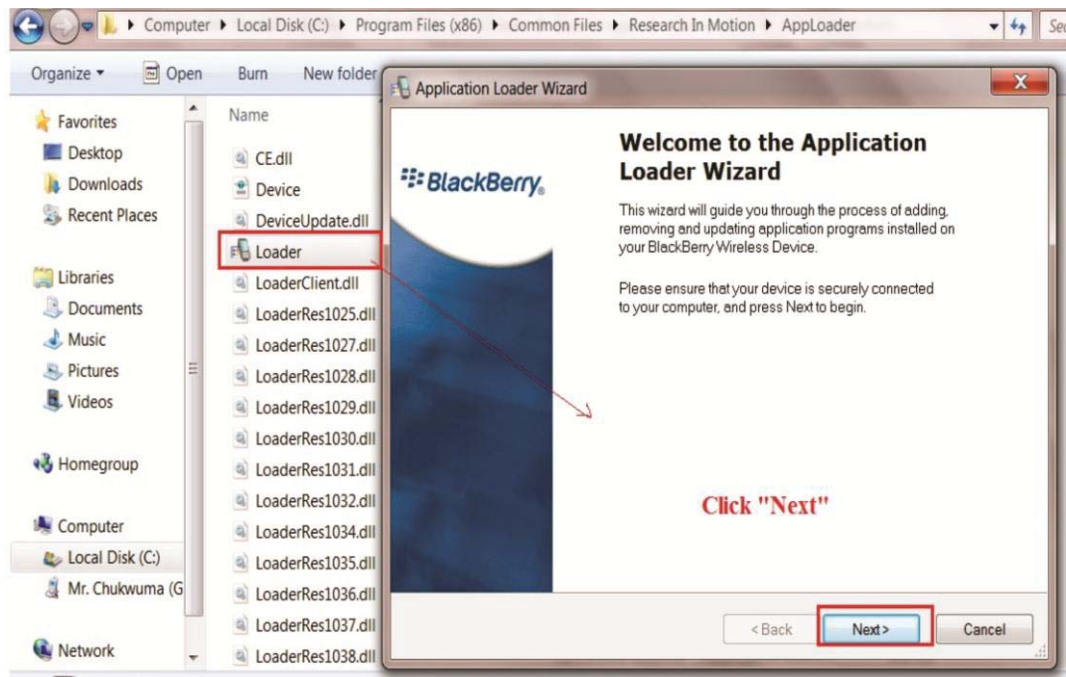 Computer ▸ Local Disk (C:) ▸ Program Files (x86) ▸ Common Files ▸ Research In Motion ▸ AppLoader
Organize Open Burn New folder
Favorites
Desktop
Downloads
Recent Places
Libraries
Documents
Music
Pictures
Videos
Homegroup
Computer
Local Disk (C:)
Mr. Chukwuma (G
Network
Name
CE.dll
Device
DeviceUpdate.dll
Loader
LoaderClient.dll
LoaderRes1025.dll
LoaderRes1027.dll
LoaderRes1028.dll
LoaderRes1029.dll
LoaderRes1030.dll
LoaderRes1031.dll
LoaderRes1032.dll
LoaderRes1034.dll
LoaderRes1035.dll
LoaderRes1036.dll
LoaderRes1037.dll
LoaderRes1038.dll
Application Loader Wizard
X
BlackBerry®
Welcome to the Application
Loader Wizard
This wizard will guide you through the process of adding,
removing and updating application programs installed on
your BlackBerry Wireless Device.
Please ensure that your device is securely connected
to your computer, and press Next to begin.
Click "Next"
< Back Next > Cancel